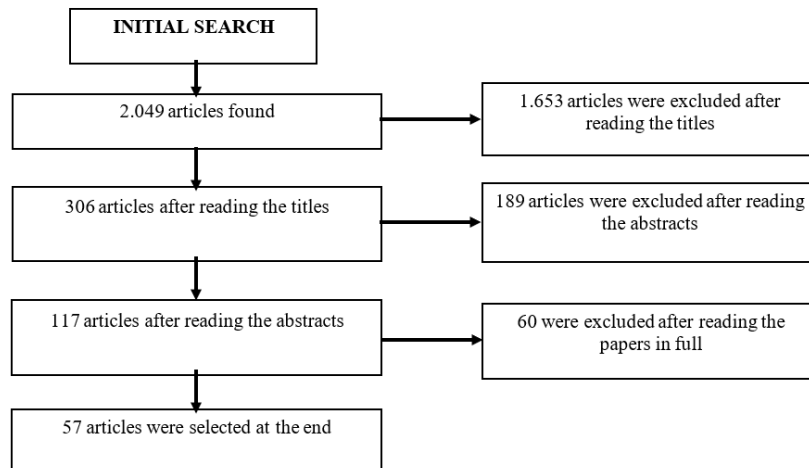 INITIAL SEARCH
2.049 articles found
1.653 articles were excluded after
reading the titles
306 articles after reading the titles
189 articles were excluded after reading
the abstracts
117 articles after reading the abstracts
60 were excluded after reading the
papers in full
57 articles were selected at the end